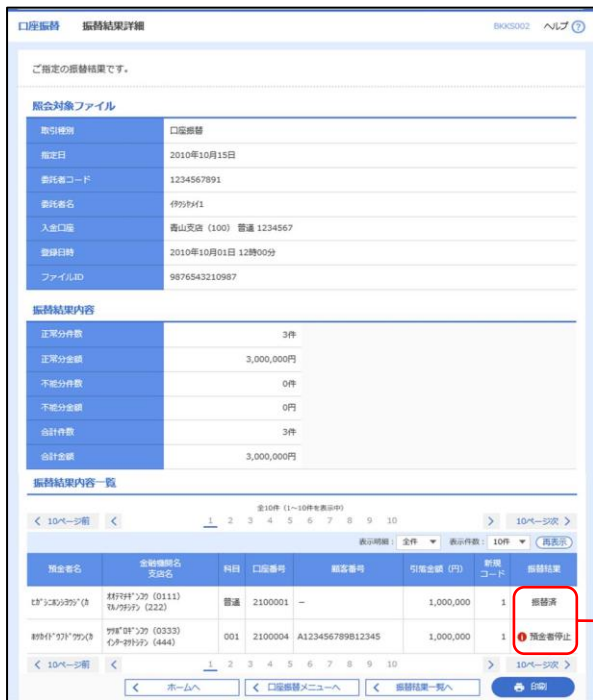 口座振替 振替結果詳細 BKKS002 ヘルプ ?
ご指定の振替結果です。
照会対象ファイル
取引種別 口座振替
指定日 2010年10月15日
委託者コード 1234567891
委託者名 ｲﾀｸｼﾔﾒｲ1
入金口座 青山支店（100） 普通 1234567
登録日時 2010年10月01日 12時00分
ファイルID 9876543210987
振替結果内容
正常分件数 3件
正常分金額 3,000,000円
不能分件数 0件
不能分金額 0円
合計件数 3件
合計金額 3,000,000円
振替結果内容一覧
全10件（1～10件を表示中）
10ページ前 1 2 3 4 5 6 7 8 9 10 10ページ次
表示明細： 全件 表示件数： 10件 再表示
預金者名 金融機関名 支店名 科目 口座番号 顧客番号 引落金額（円） 新規コード 振替結果
(0111)
(222) 普通 2100001 － 1,000,000 1 振替済
(0333)
(444) 001 2100004 A123456789B12345 1,000,000 1 預金者停止
10ページ前 1 2 3 4 5 6 7 8 9 10 10ページ次
ホームへ 口座振替メニューへ 振替結果一覧へ 印刷